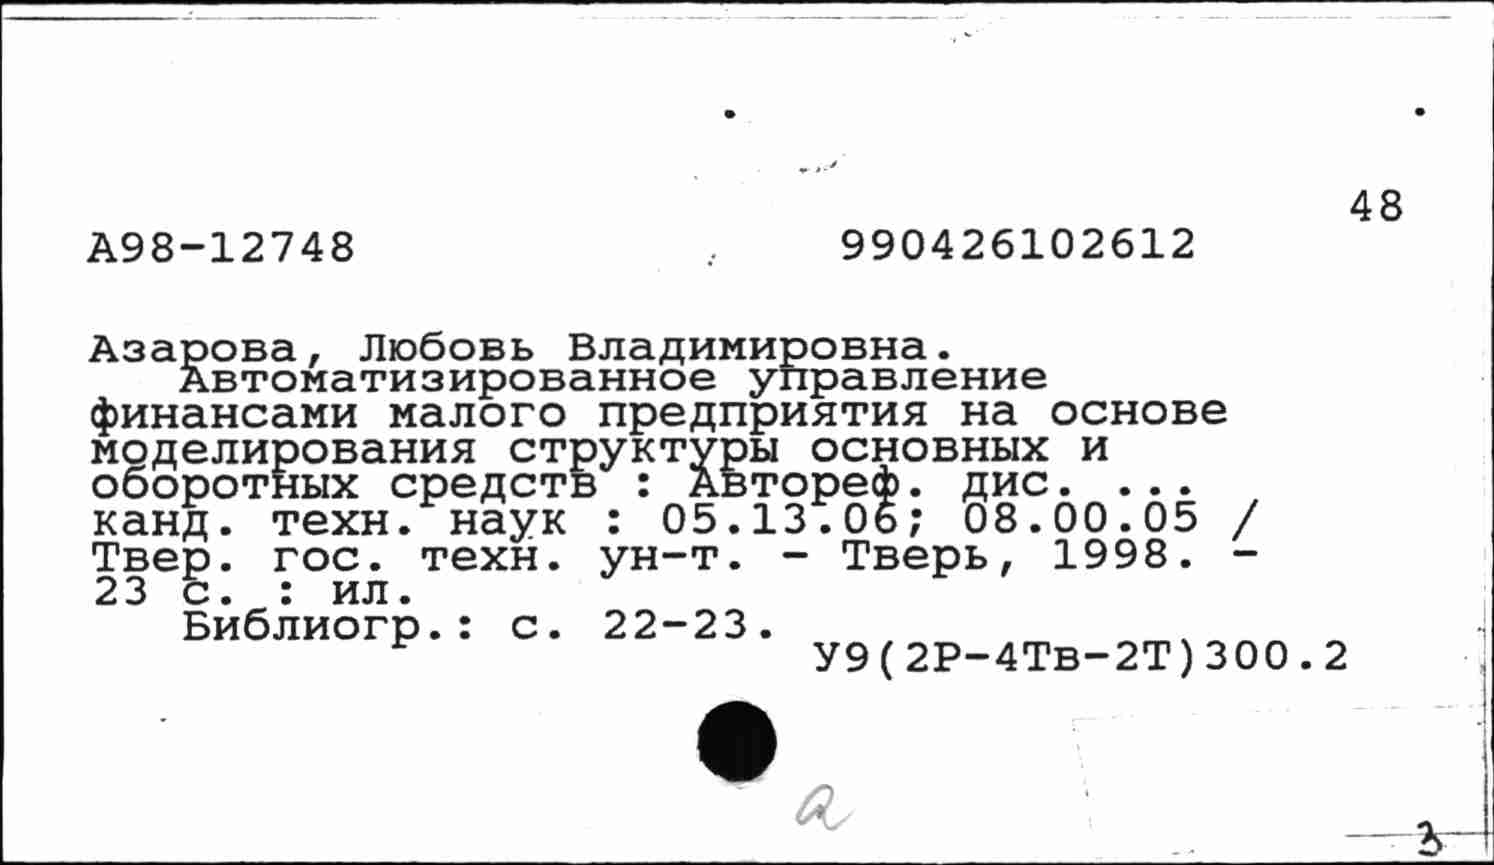 48
А98-12748 990426102612
Азарова, Любовь Владимировна.
Автоматизированное управление
финансами малого предприятия на основе
моделирования структуры основных и
оборотных средств : Автореф. дис. ...
канд. техн. наук : 05.13.06; 08.00.05 /
Твер. гос. техн. ун-т. - Тверь, 1998. -
23 с. : ил.
Библиогр.: с. 22-23.
У9(2Р-4Тв-2Т)300.2
а
3